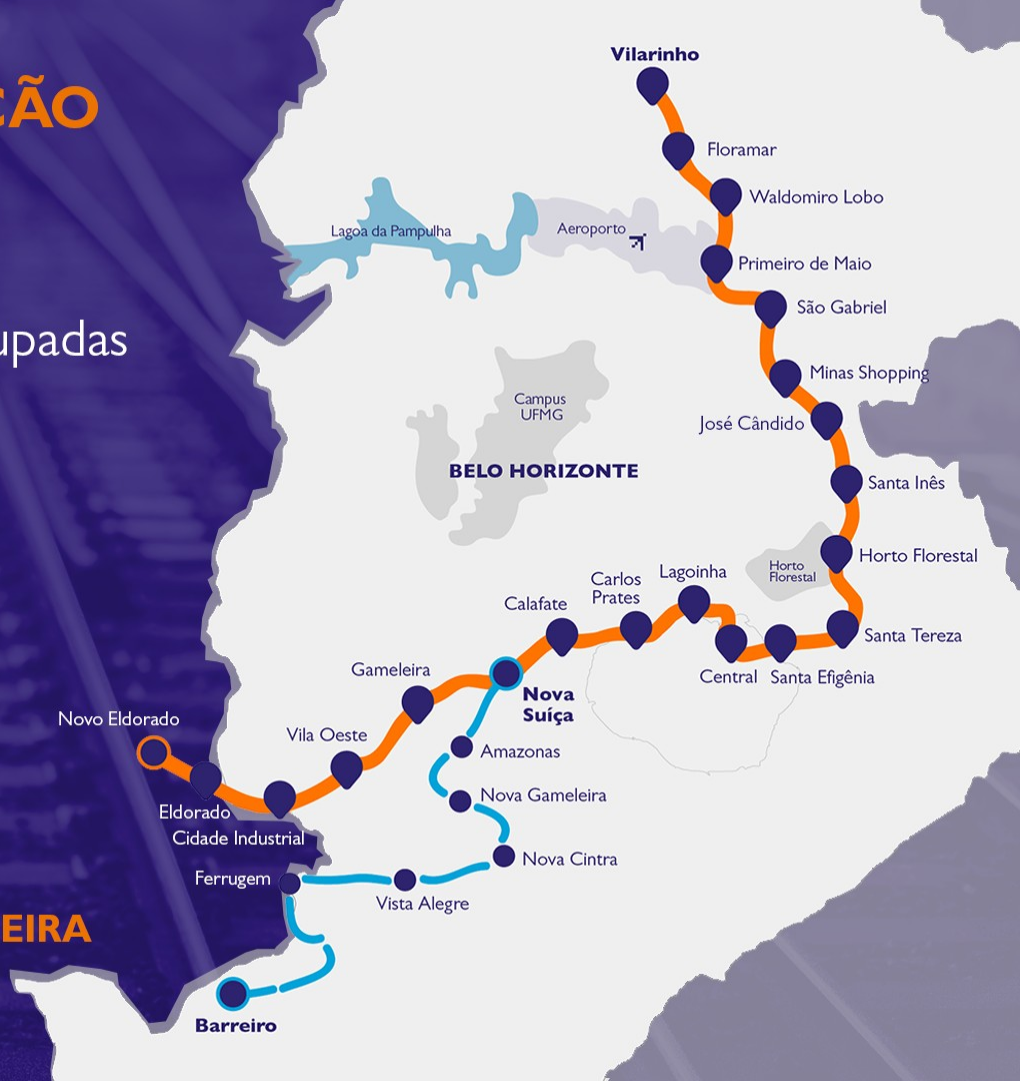 Vilarinho
ÇÃO
Floramar
Waldomiro Lobo
Lagoa da Pampulha
Aeroporto
Primeiro de Maio
São Gabriel
upadas
Minas Shopping
Campus
UFMG
José Cândido
BELO HORIZONTE
Santa Inês
Horto Florestal
Horto
Florestal
Lagoinha
Carlos
Prates
Calafate
Santa Tereza
Gameleira
Central
Santa Efigênia
Nova
Suíça
Novo Eldorado
Vila Oeste
Amazonas
Nova Gameleira
Eldorado
Cidade Industrial
Nova Cintra
Ferrugem
Vista Alegre
EIRA
Barreiro